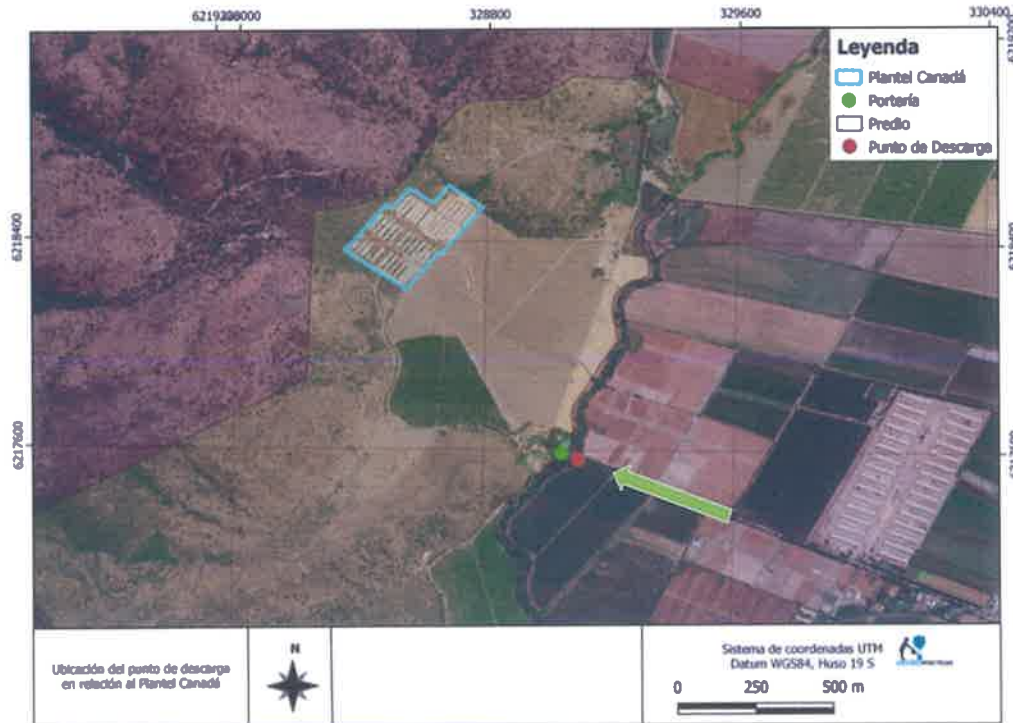 328800
329600
330400
Leyenda
Plantel Canadá
Portería
Predio
Punto de Descarga
6218400
6218400
6217600
Ubicación del punto de descarga
en relación al Plantel Canadá
N
Sistema de coordenadas UTM
Datum WGS84, Huso 19 S
0 250 500 m